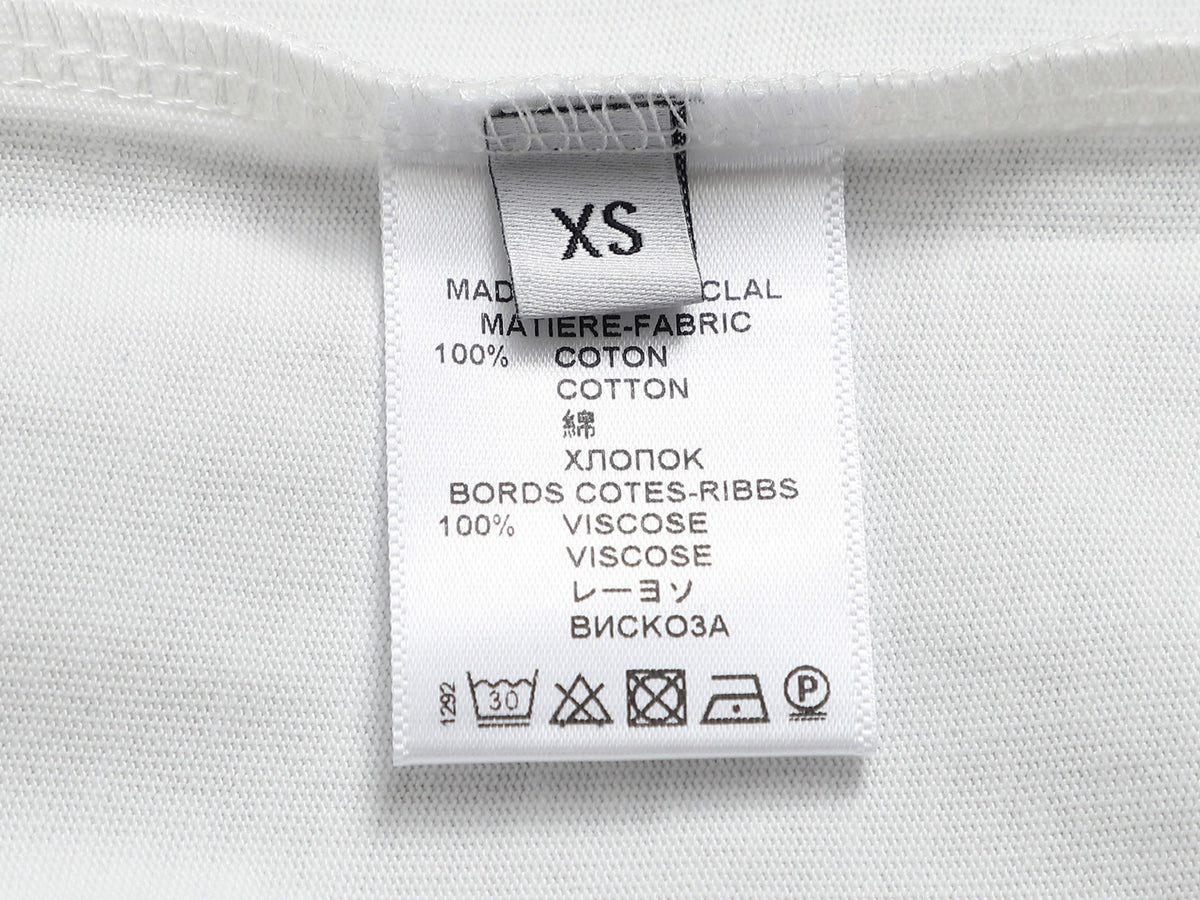 XS
MAD CLAL
MATIERE-FABRIC
100% COTON
COTTON
綿
ХЛОПОК
BORDS COTES-RIBBS
100% VISCOSE
VISCOSE
レーヨソ
ВИСКОЗА
1292 30 P